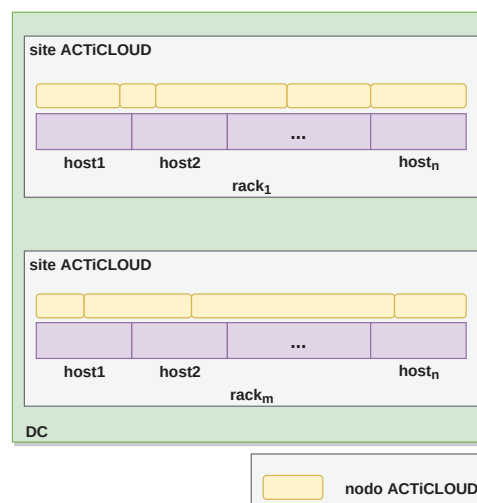 site ACTiCLOUD
...
host1 host2 hostn
rack1
site ACTiCLOUD
...
host1 host2 hostn
rackm
DC
nodo ACTiCLOUD